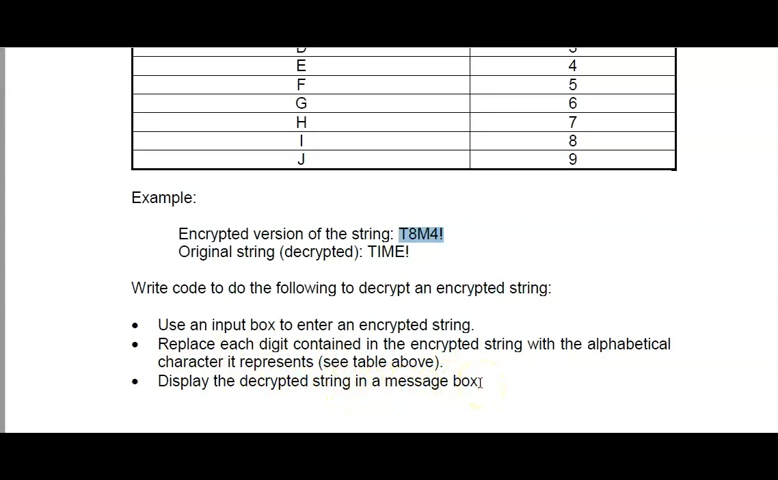 D 3
E 4
F 5
G 6
H 7
I 8
J 9
Example:
Encrypted version of the string: T8M4!
Original string (decrypted): TIME!
Write code to do the following to decrypt an encrypted string:
• Use an input box to enter an encrypted string.
• Replace each digit contained in the encrypted string with the alphabetical
character it represents (see table above).
• Display the decrypted string in a message box